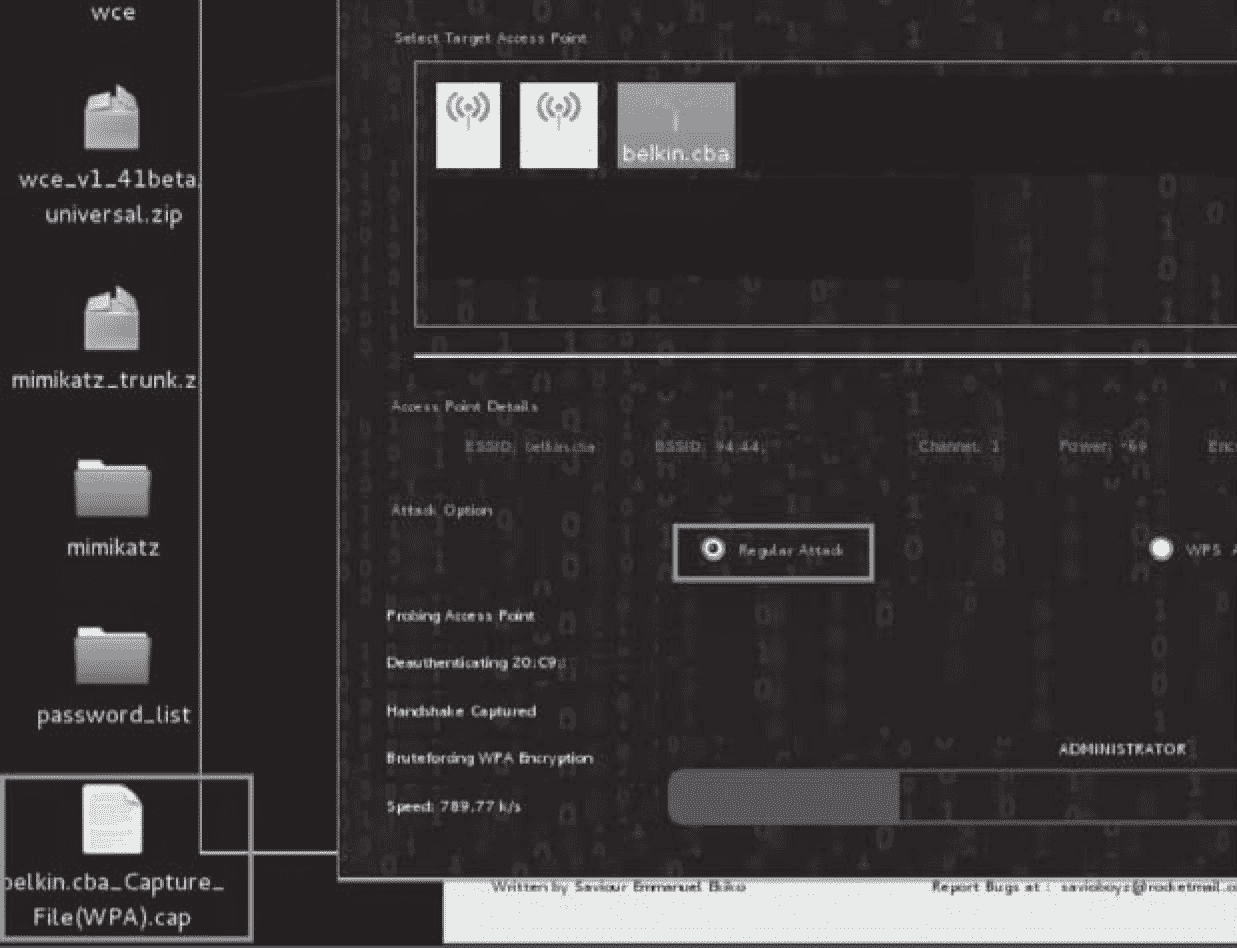 wce
wce_v1_41beta
universal.zip
mimikatz_trunk.z
mimikatz
password_list
belkin.cba_Capture_
File(WPA).cap
Select Target Access Point
belkin.cba
Access Point Details
ESSID: belkin.cba
BSSID: 94:44:
Channel: 1
Power: -69
Encr
Attack Option
Regular Attack
WPS A
Probing Access Point
Deauthenticating 20:C9:
Handshake Captured
Bruteforcing WPA Encryption
ADMINISTRATOR
Speed: 789.77 k/s
Written by Saviour Emmanuel Ekiko
Report Bugs at : savioboyz@rocketmail.co